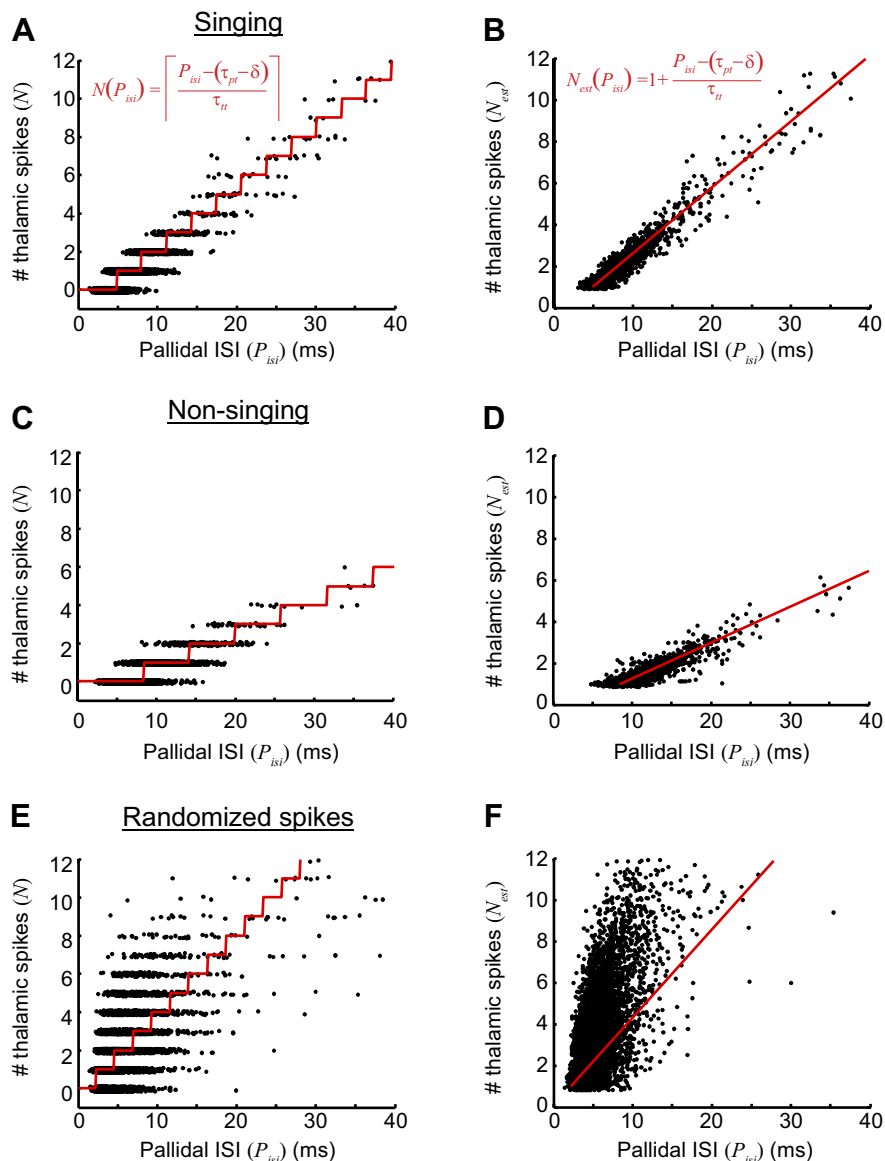 A
Singing
N(P_isi) = ⌈ P_isi−(τ_pt−δ) / τ_tt ⌉
# thalamic spikes (N)
12
10
8
6
4
2
0
0 10 20 30 40
Pallidal ISI (P_isi) (ms)
B
N_est(P_isi) =1+ P_isi−(τ_pt−δ) / τ_tt
# thalamic spikes (N_est)
12
10
8
6
4
2
0
0 10 20 30 40
Pallidal ISI (P_isi) (ms)
C
Non-singing
# thalamic spikes (N)
12
10
8
6
4
2
0
0 10 20 30 40
Pallidal ISI (P_isi) (ms)
D
# thalamic spikes (N_est)
12
10
8
6
4
2
0
0 10 20 30 40
Pallidal ISI (P_isi) (ms)
E
Randomized spikes
# thalamic spikes (N)
12
10
8
6
4
2
0
0 10 20 30 40
Pallidal ISI (P_isi) (ms)
F
# thalamic spikes (N_est)
12
10
8
6
4
2
0
0 10 20 30 40
Pallidal ISI (P_isi) (ms)